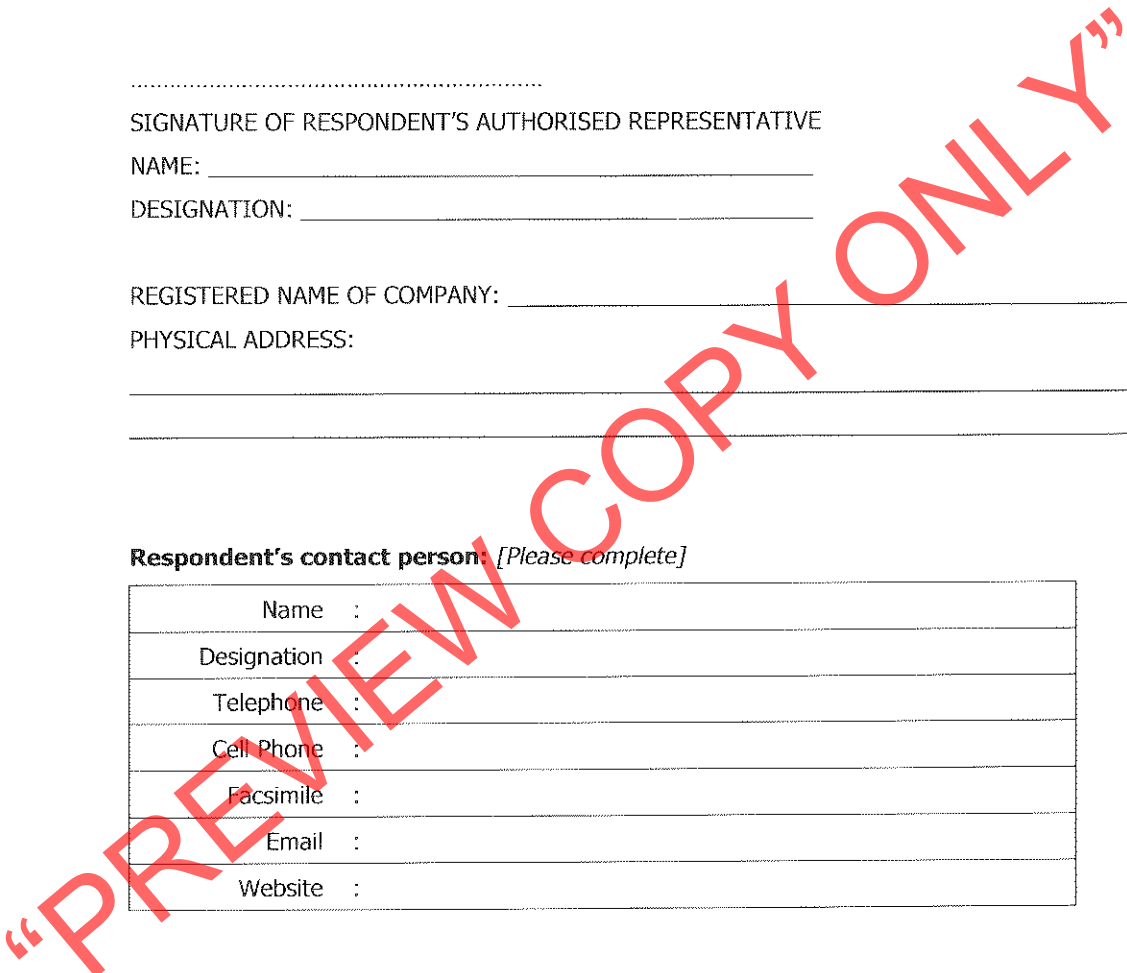 SIGNATURE OF RESPONDENT'S AUTHORISED REPRESENTATIVE
NAME:
DESIGNATION:
REGISTERED NAME OF COMPANY:
PHYSICAL ADDRESS:
Respondent's contact person: [Please complete]
Name :
Designation :
Telephone :
Cell Phone :
Facsimile :
Email :
Website :
"PREVIEW COPY ONLY"